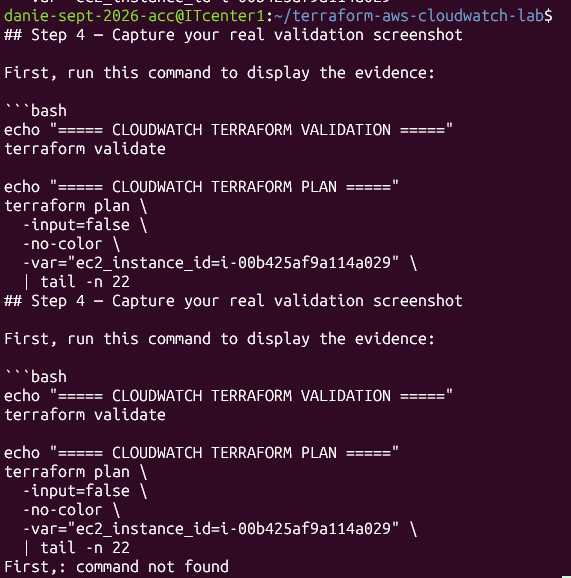 danie-sept-2026-acc@ITcenter1:~/terraform-aws-cloudwatch-lab$
## Step 4 — Capture your real validation screenshot

First, run this command to display the evidence:

```bash
echo "===== CLOUDWATCH TERRAFORM VALIDATION ====="
terraform validate

echo "===== CLOUDWATCH TERRAFORM PLAN ====="
terraform plan \
  -input=false \
  -no-color \
  -var="ec2_instance_id=i-00b425af9a114a029" \
  | tail -n 22
## Step 4 — Capture your real validation screenshot

First, run this command to display the evidence:

```bash
echo "===== CLOUDWATCH TERRAFORM VALIDATION ====="
terraform validate

echo "===== CLOUDWATCH TERRAFORM PLAN ====="
terraform plan \
  -input=false \
  -no-color \
  -var="ec2_instance_id=i-00b425af9a114a029" \
  | tail -n 22
First,: command not found